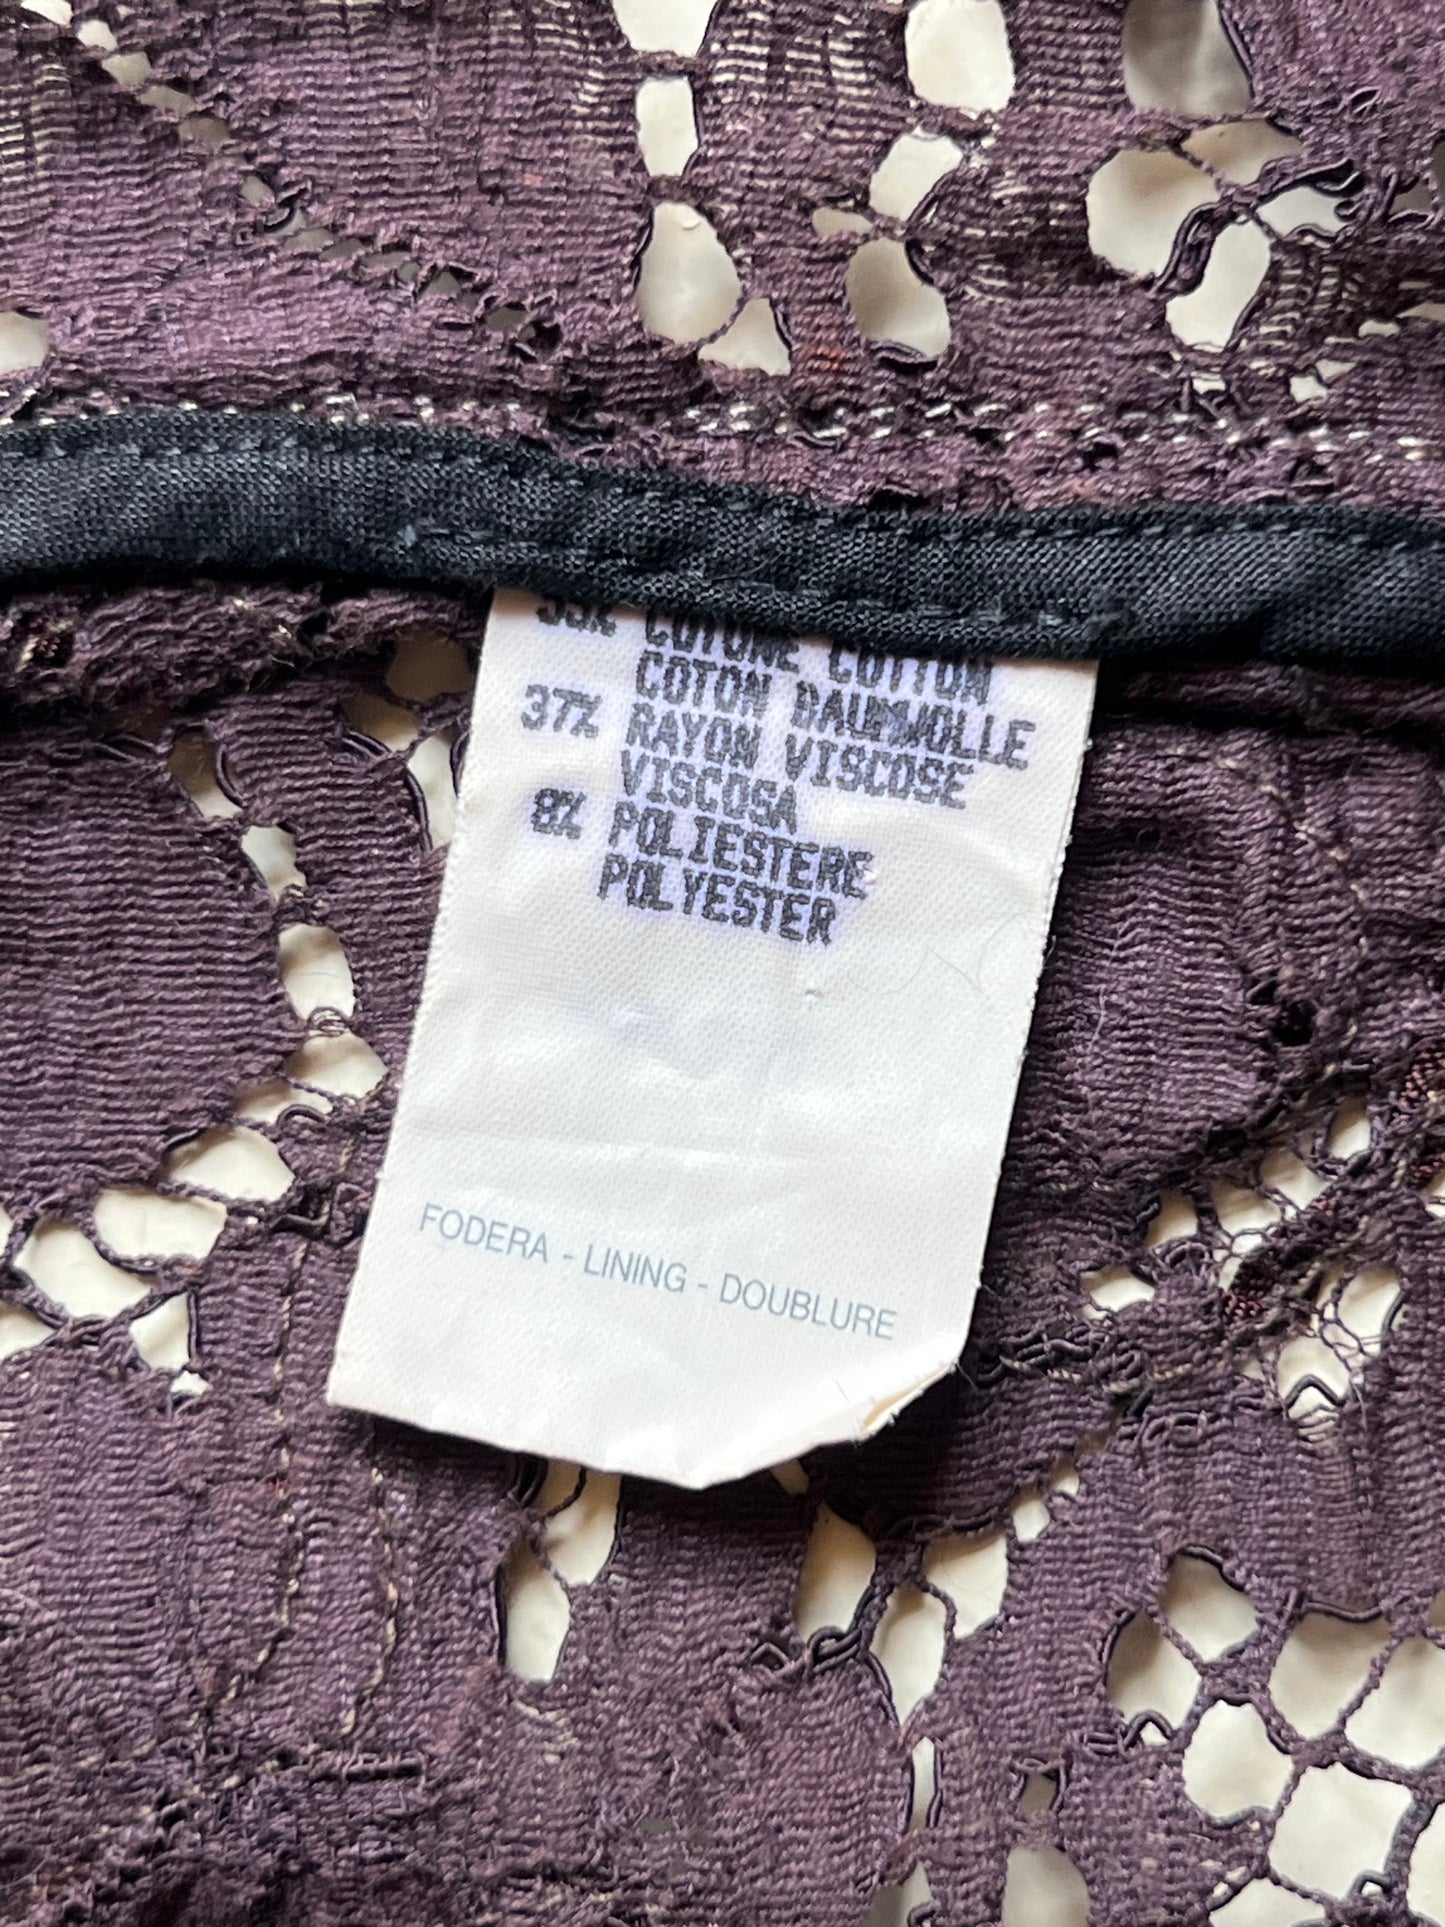 COTONE COTTON
COTON BAUMWOLLE
37% RAYON VISCOSE
VISCOSA
8% POLIESTERE
POLYESTER
FODERA - LINING - DOUBLURE